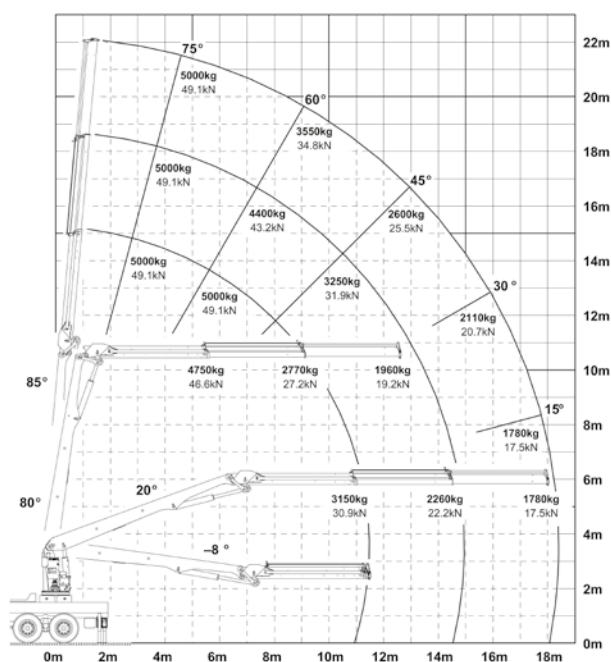 22m
75°
5000kg
49.1kN
20m
60°
3550kg
34.8kN
18m
5000kg
49.1kN
45°
4400kg
43.2kN
2600kg
25.5kN
16m
14m
5000kg
49.1kN
5000kg
49.1kN
3250kg
31.9kN
30°
2110kg
20.7kN
12m
4750kg
46.6kN
2770kg
27.2kN
1960kg
19.2kN
10m
85°
15°
1780kg
17.5kN
8m
6m
80°
20°
3150kg
30.9kN
2260kg
22.2kN
1780kg
17.5kN
4m
–8 °
2m
0m
0m 2m 4m 6m 8m 10m 12m 14m 16m 18m